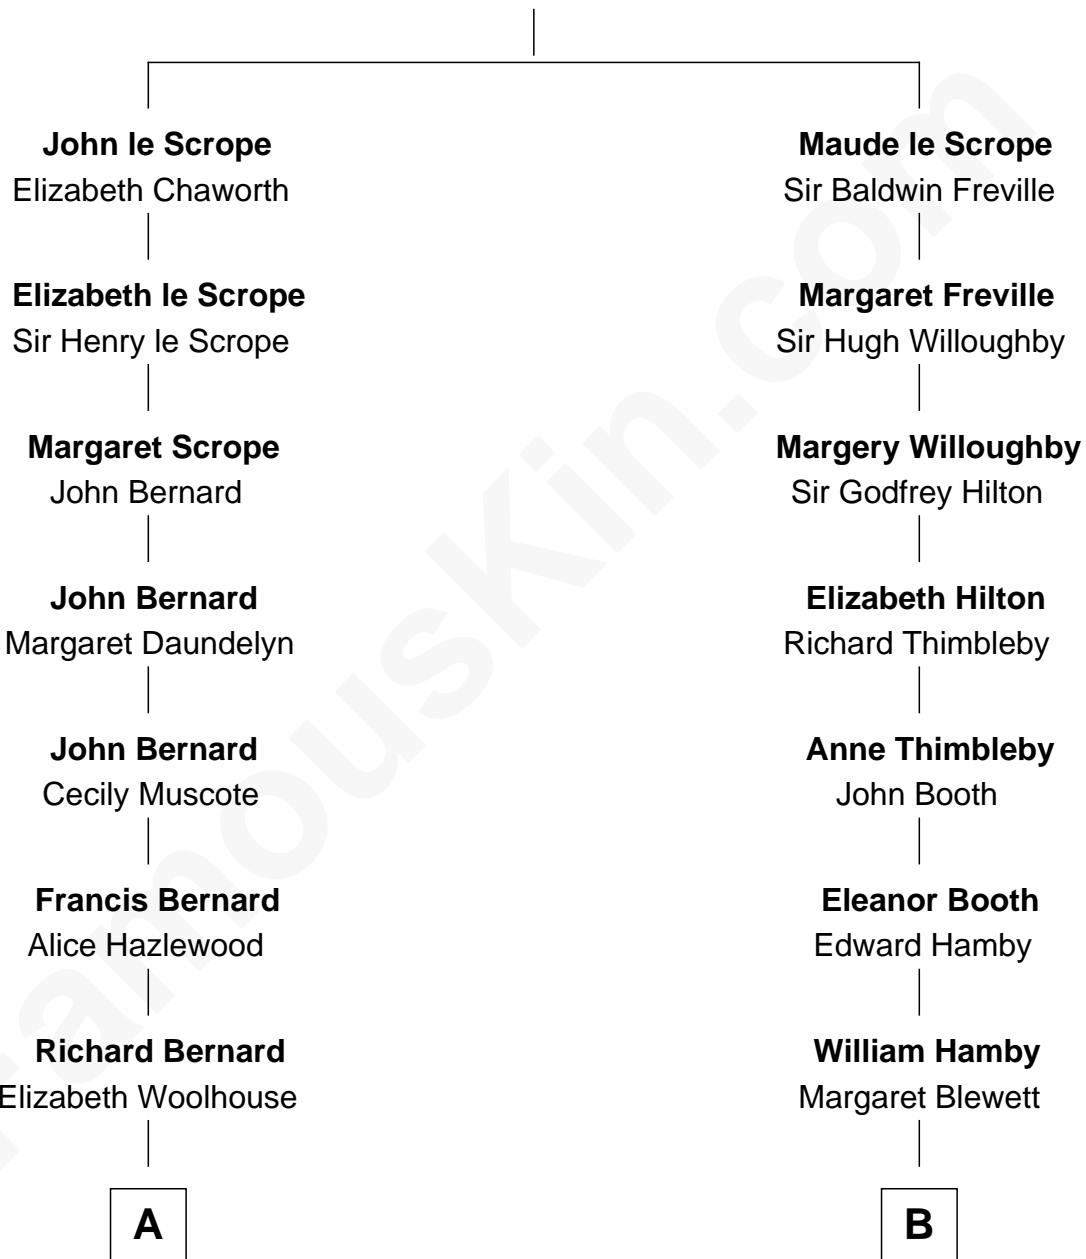 John le Scrope
Elizabeth Chaworth
Elizabeth le Scrope
Sir Henry le Scrope
Margaret Scrope
John Bernard
John Bernard
Margaret Daundelyn
John Bernard
Cecily Muscote
Francis Bernard
Alice Hazlewood
Richard Bernard
Elizabeth Woolhouse
A
Maude le Scrope
Sir Baldwin Freville
Margaret Freville
Sir Hugh Willoughby
Margery Willoughby
Sir Godfrey Hilton
Elizabeth Hilton
Richard Thimbleby
Anne Thimbleby
John Booth
Eleanor Booth
Edward Hamby
William Hamby
Margaret Blewett
B
FamousKin.com